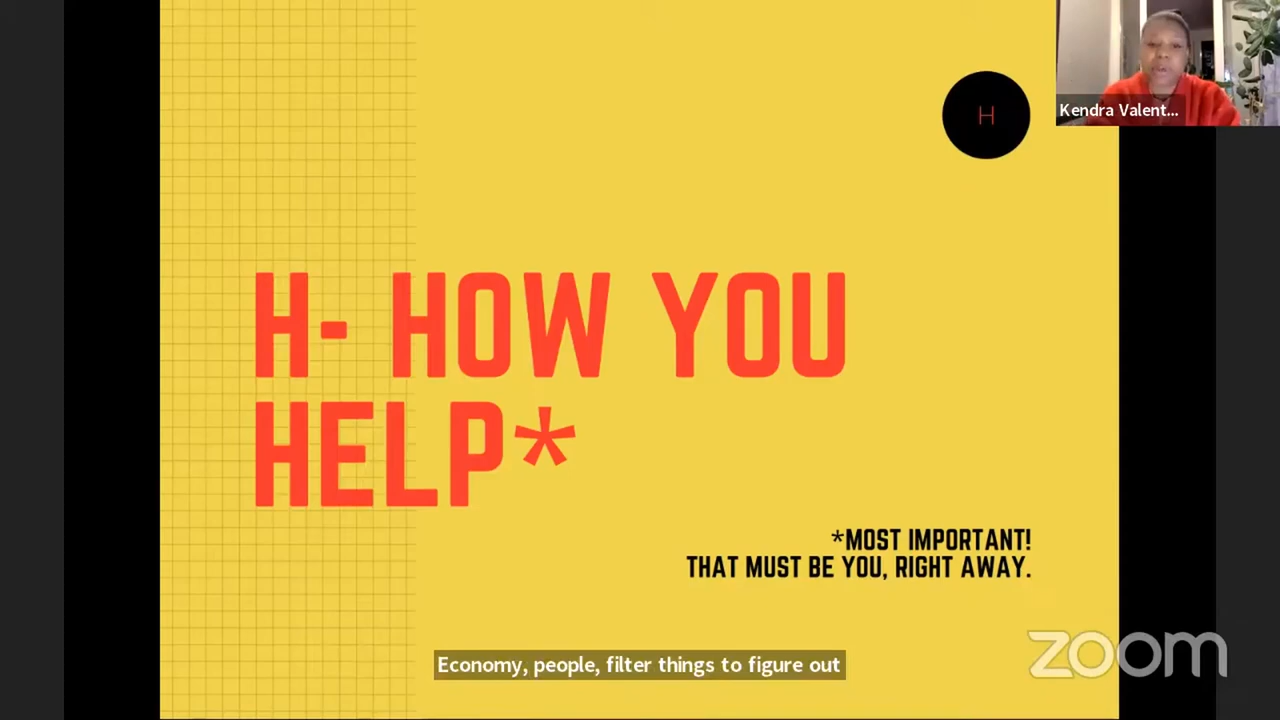 H
Kendra Valent...
H- HOW YOU
HELP*
*MOST IMPORTANT!
THAT MUST BE YOU, RIGHT AWAY.
Economy, people, filter things to figure out
zoom